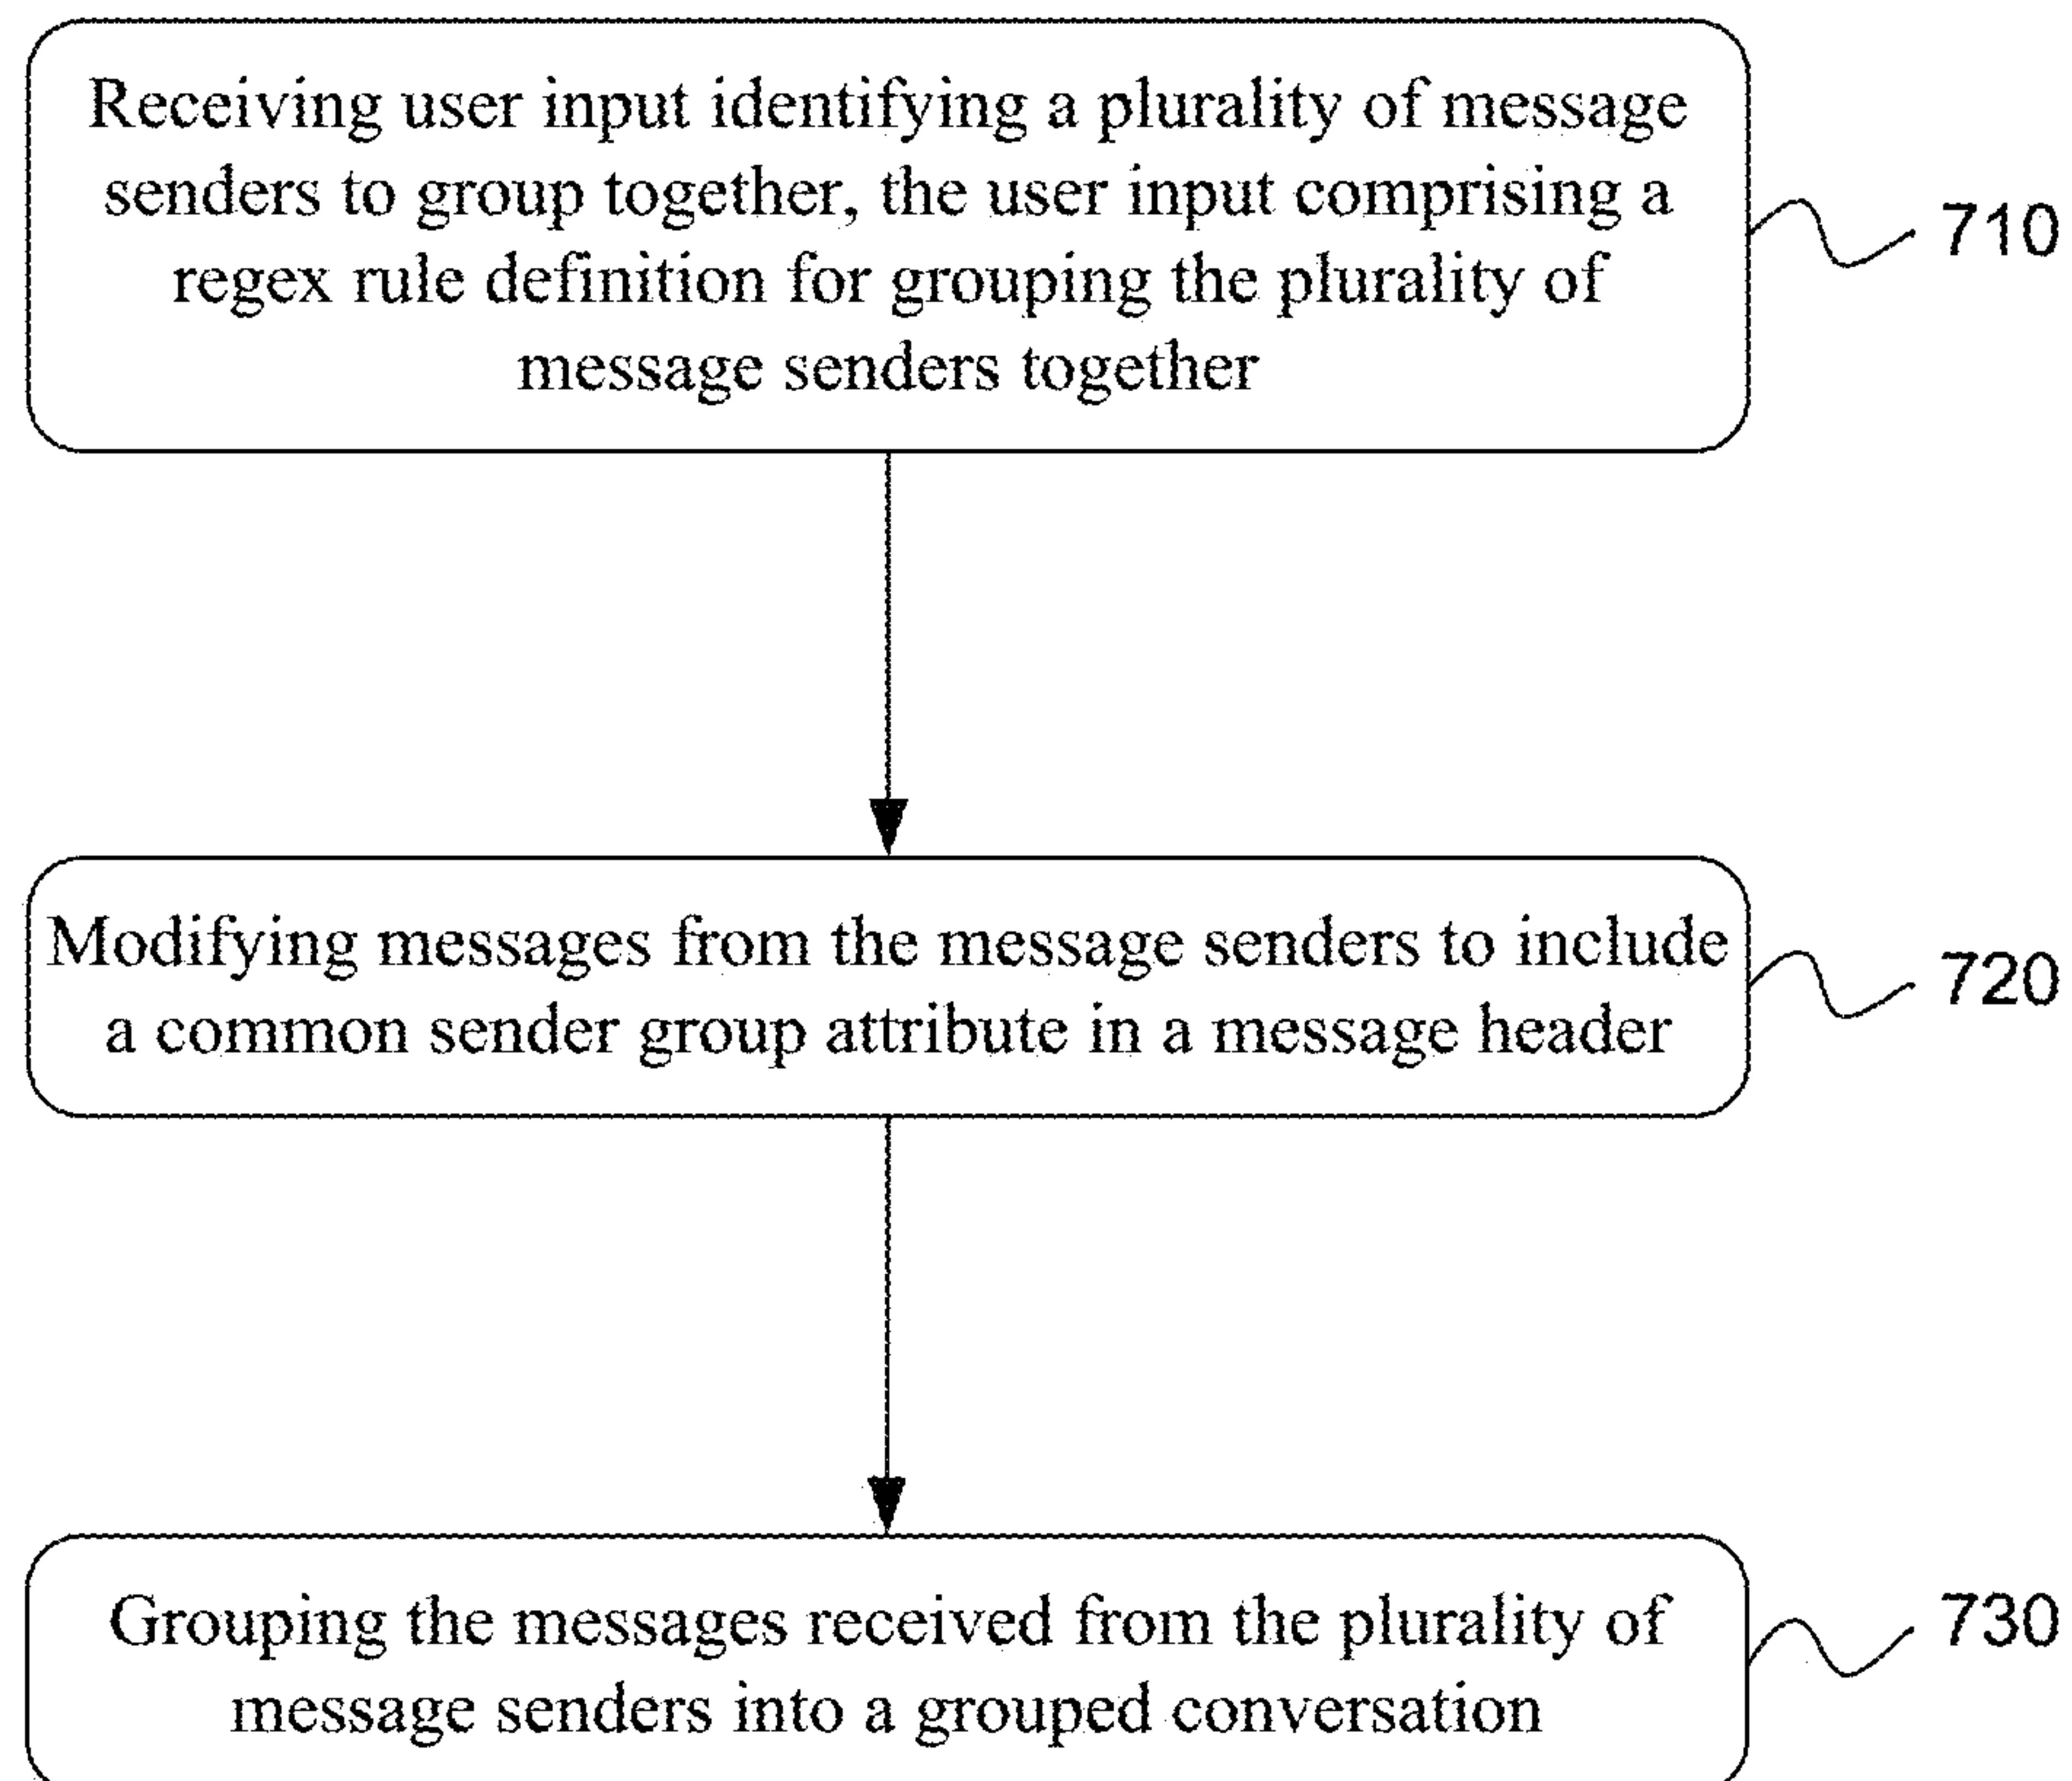 Receiving user input identifying a plurality of message
senders to group together, the user input comprising a
regex rule definition for grouping the plurality of
message senders together
710
Modifying messages from the message senders to include
a common sender group attribute in a message header
720
Grouping the messages received from the plurality of
message senders into a grouped conversation
730